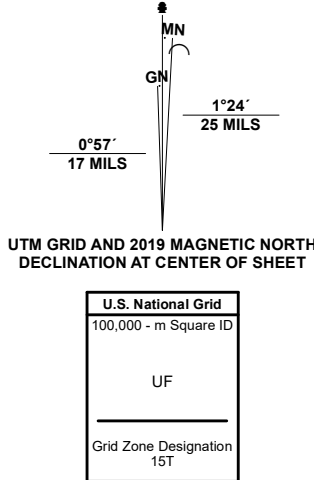 MN
GN
1°24´
25 MILS
0°57´
17 MILS
UTM GRID AND 2019 MAGNETIC NORTH
DECLINATION AT CENTER OF SHEET
U.S. National Grid
100,000 - m Square ID
UF
Grid Zone Designation
15T